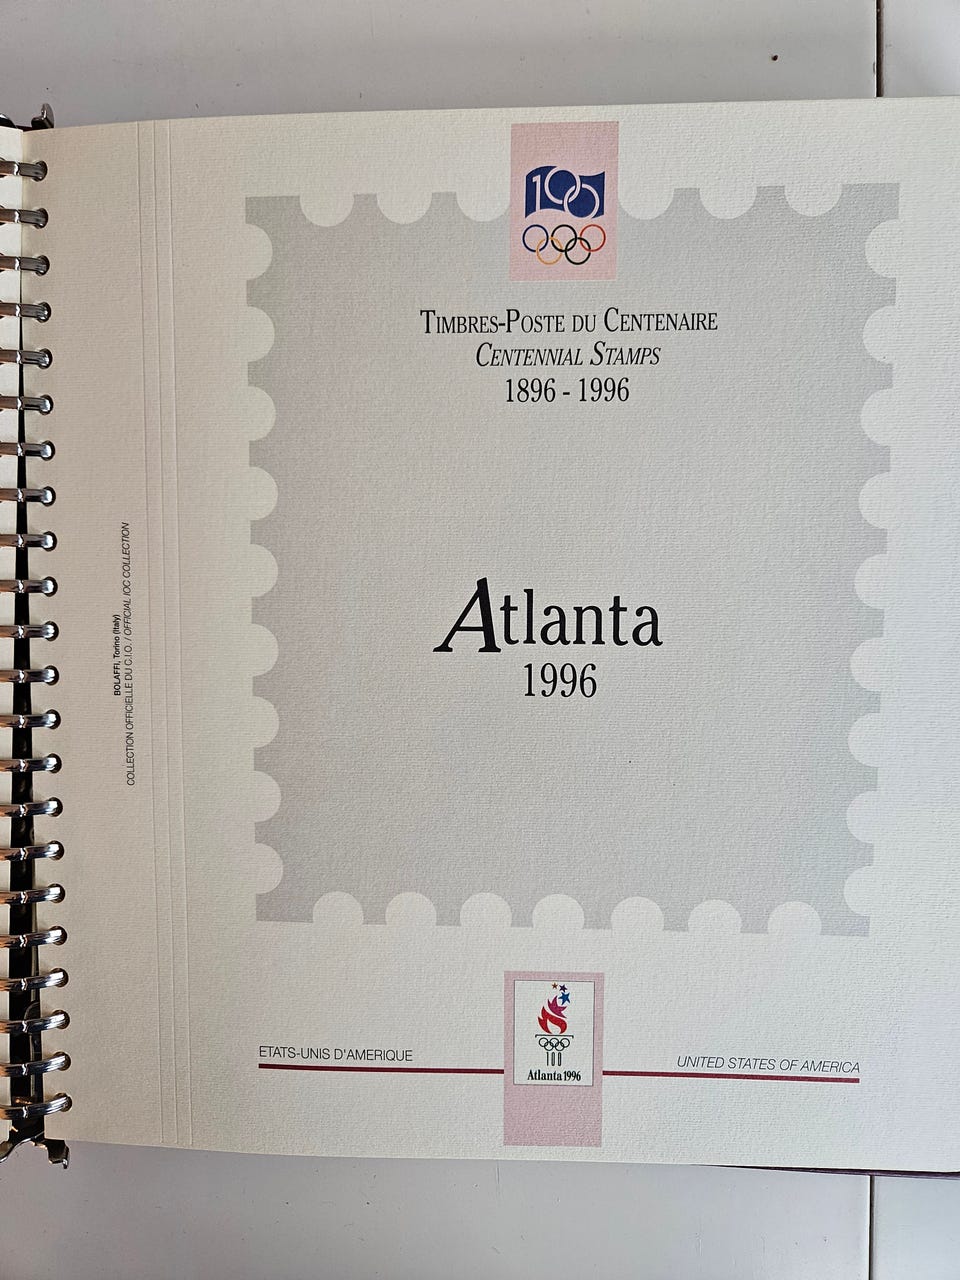 100
TIMBRES-POSTE DU CENTENAIRE
CENTENNIAL STAMPS
1896 - 1996
Atlanta
1996
BOLAFFI, Torino (Italy)
COLLECTION OFFICIELLE DU C.I.O. / OFFICIAL IOC COLLECTION
ETATS-UNIS D'AMERIQUE
100
Atlanta 1996
UNITED STATES OF AMERICA